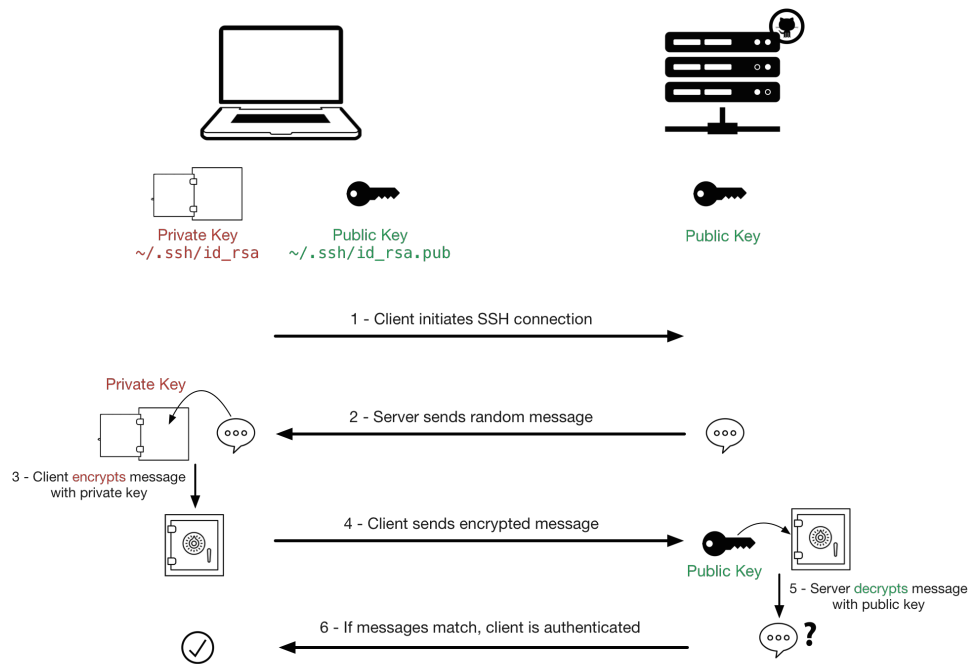 Private Key
~/.ssh/id_rsa
Public Key
~/.ssh/id_rsa.pub
Public Key
1 - Client initiates SSH connection
Private Key
2 - Server sends random message
3 - Client encrypts message
with private key
4 - Client sends encrypted message
Public Key
5 - Server decrypts message
with public key
6 - If messages match, client is authenticated
?